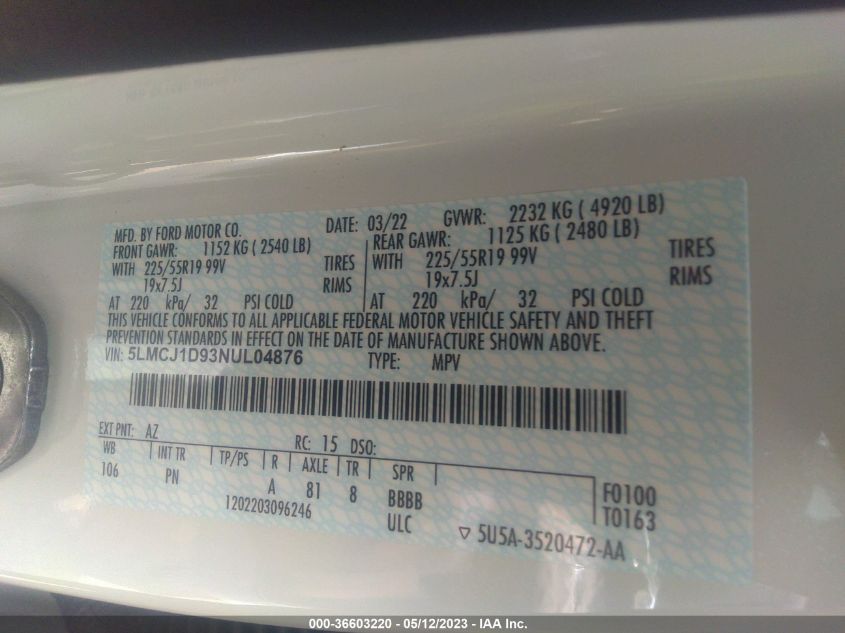 MFD. BY FORD MOTOR CO. DATE: 03/22 GVWR: 2232 KG ( 4920 LB)
FRONT GAWR: 1152 KG ( 2540 LB) REAR GAWR: 1125 KG ( 2480 LB)
WITH 225/55R19 99V TIRES WITH 225/55R19 99V TIRES
19x7.5J RIMS 19x7.5J RIMS
AT 220 kPa/ 32 PSI COLD AT 220 kPa/ 32 PSI COLD
THIS VEHICLE CONFORMS TO ALL APPLICABLE FEDERAL MOTOR VEHICLE SAFETY AND THEFT
PREVENTION STANDARDS IN EFFECT ON THE DATE OF MANUFACTURE SHOWN ABOVE.
VIN: 5LMCJ1D93NUL04876 TYPE: MPV
EXT PNT: AZ RC: 15 DSO:
WB INT TR TP/PS R AXLE TR SPR
106 PN A 81 8 BBBB F0100
1202203096246 ULC T0163
▽ 5U5A-3520472-AA
000-36603220 - 05/12/2023 - IAA Inc.